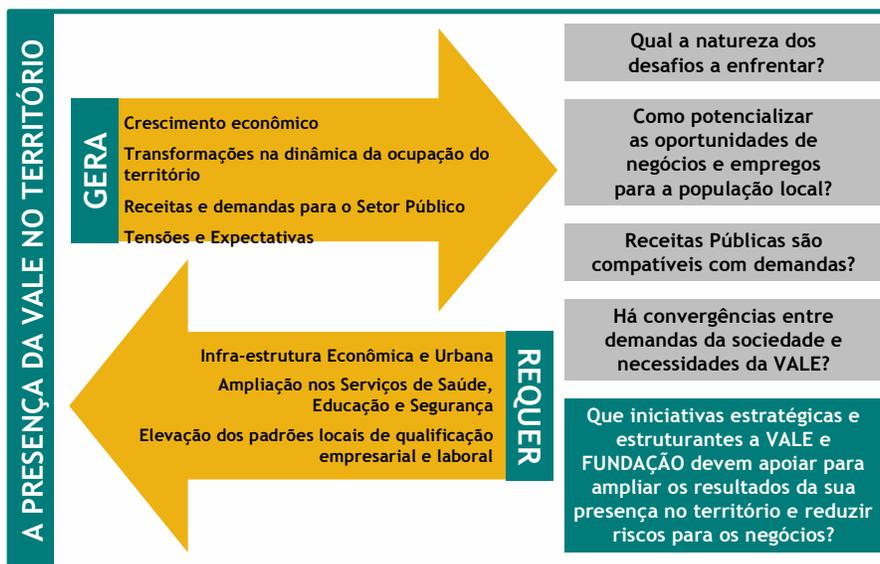 A PRESENÇA DA VALE NO TERRITÓRIO
GERA
Crescimento econômico
Transformações na dinâmica da ocupação do
território
Receitas e demandas para o Setor Público
Tensões e Expectativas
Infra-estrutura Econômica e Urbana
Ampliação nos Serviços de Saúde,
Educação e Segurança
Elevação dos padrões locais de qualificação
empresarial e laboral
REQUER
Qual a natureza dos
desafios a enfrentar?
Como potencializar
as oportunidades de
negócios e empregos
para a população local?
Receitas Públicas são
compatíveis com demandas?
Há convergências entre
demandas da sociedade e
necessidades da VALE?
Que iniciativas estratégicas e
estruturantes a VALE e
FUNDAÇÃO devem apoiar para
ampliar os resultados da sua
presença no território e reduzir
riscos para os negócios?